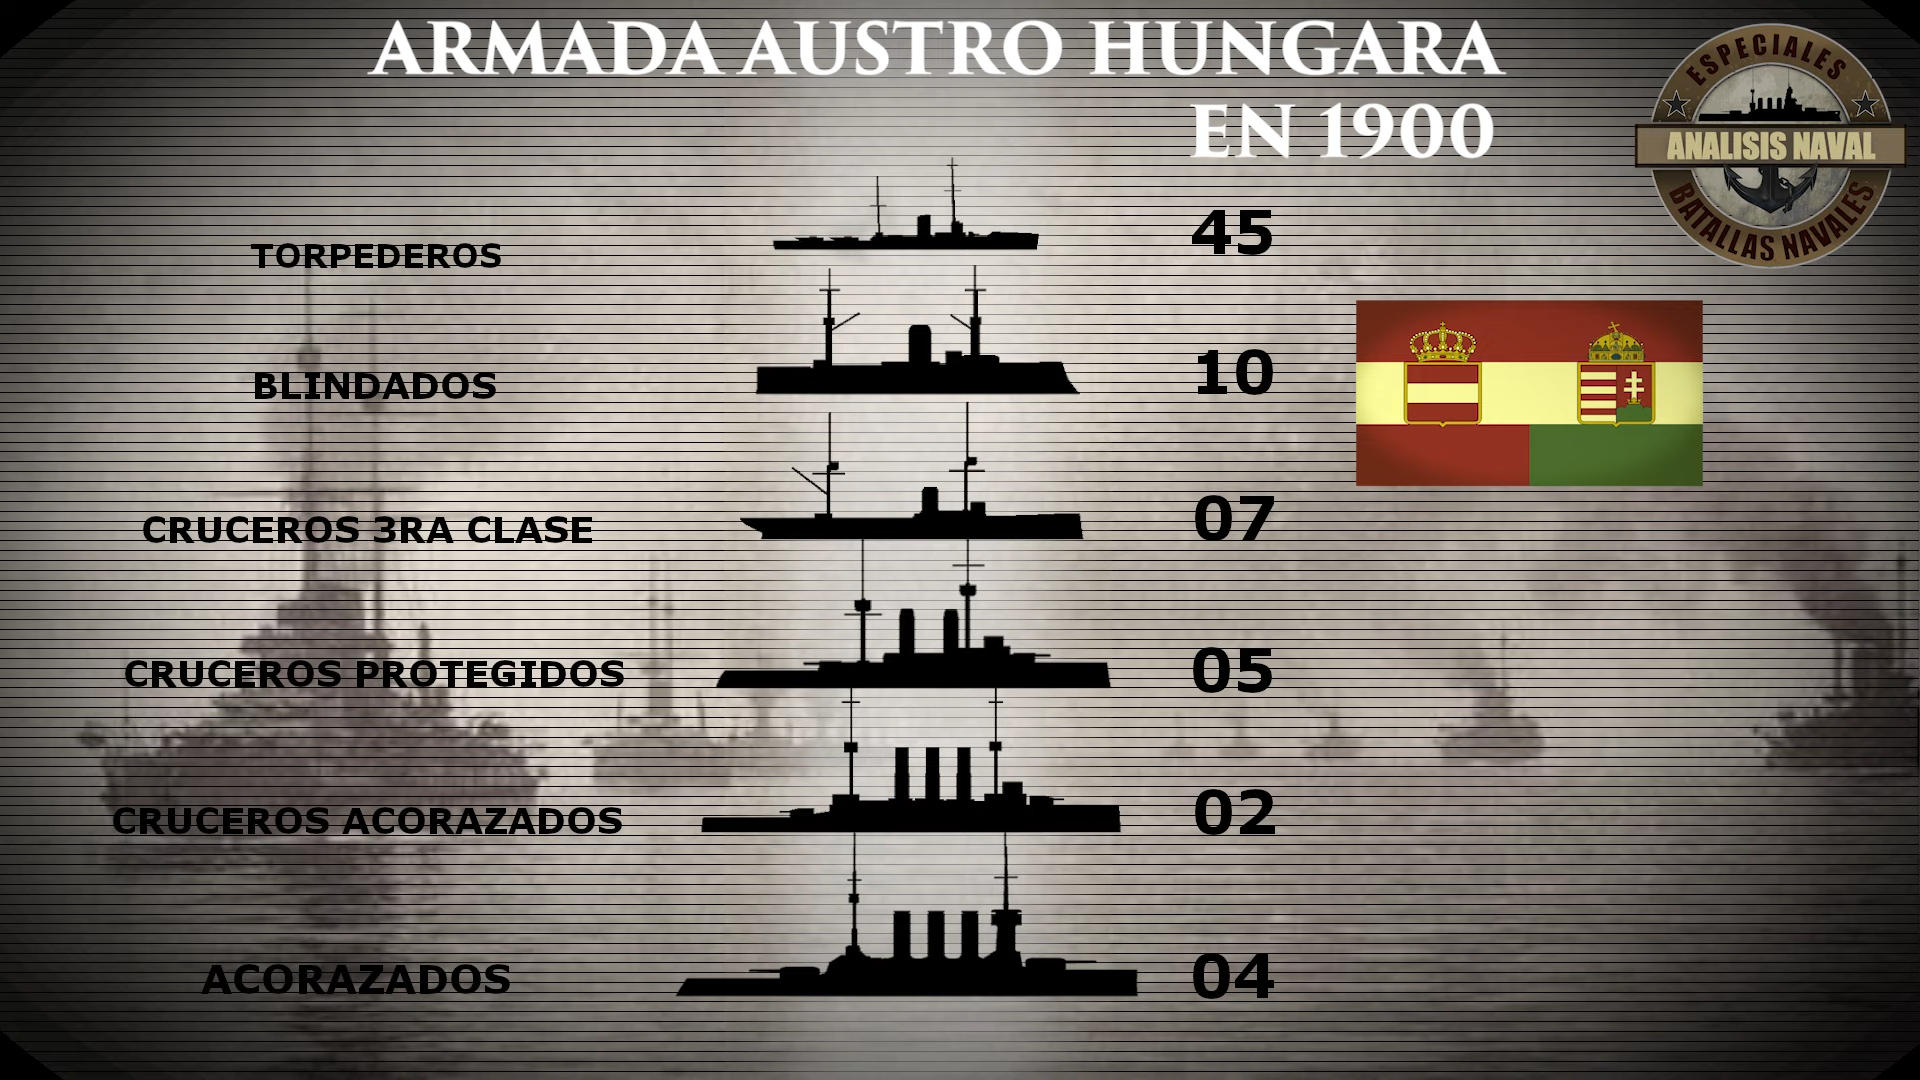 ARMADA AUSTRO HUNGARA
EN 1900
ESPECIALES
ANALISIS NAVAL
BATALLAS NAVALES
TORPEDEROS 45
BLINDADOS 10
CRUCEROS 3RA CLASE 07
CRUCEROS PROTEGIDOS 05
CRUCEROS ACORAZADOS 02
ACORAZADOS 04